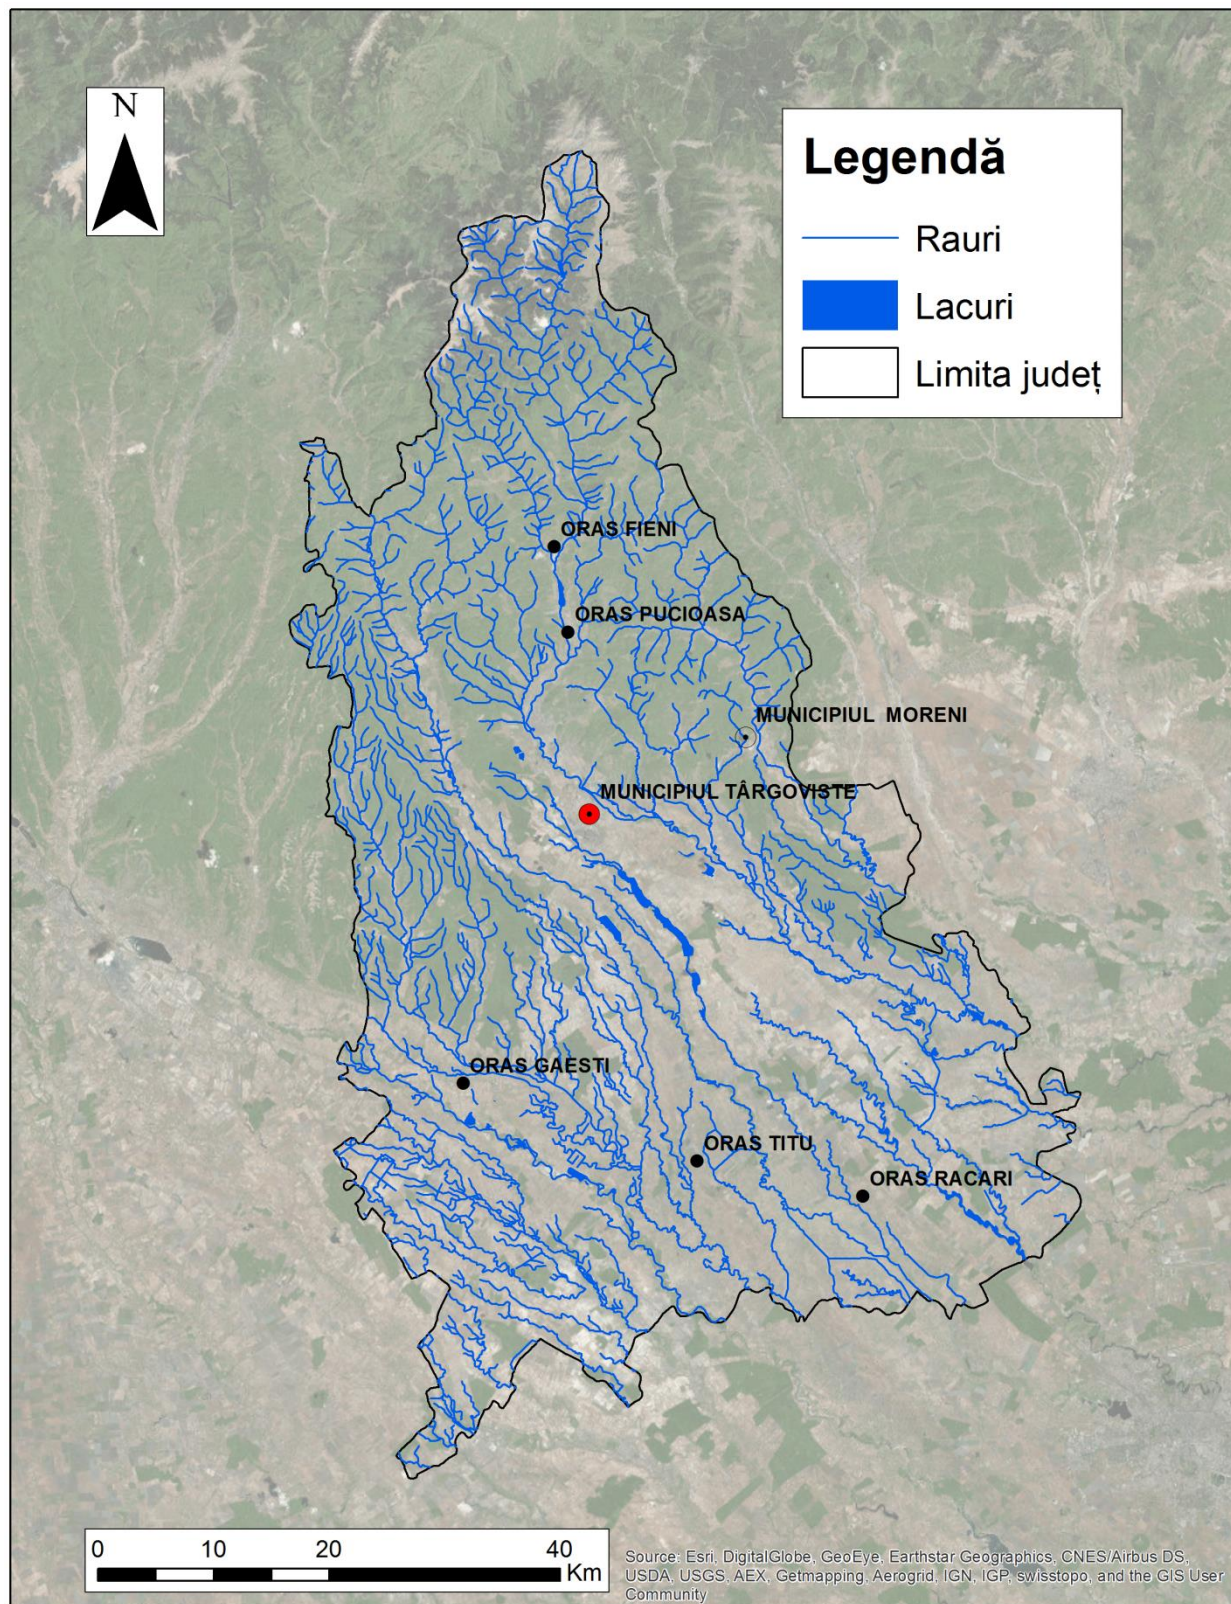 N
Legendă
Rauri
Lacuri
Limita județ
ORAS FIENI
ORAS PUCIOASA
MUNICIPIUL  MORENI
MUNICIPIUL TÂRGOVISTE
ORAS GAESTI
ORAS TITU
ORAS RACARI
0 10 20 40
Km
Source: Esri, DigitalGlobe, GeoEye, Earthstar Geographics, CNES/Airbus DS,
USDA, USGS, AEX, Getmapping, Aerogrid, IGN, IGP, swisstopo, and the GIS User
Community